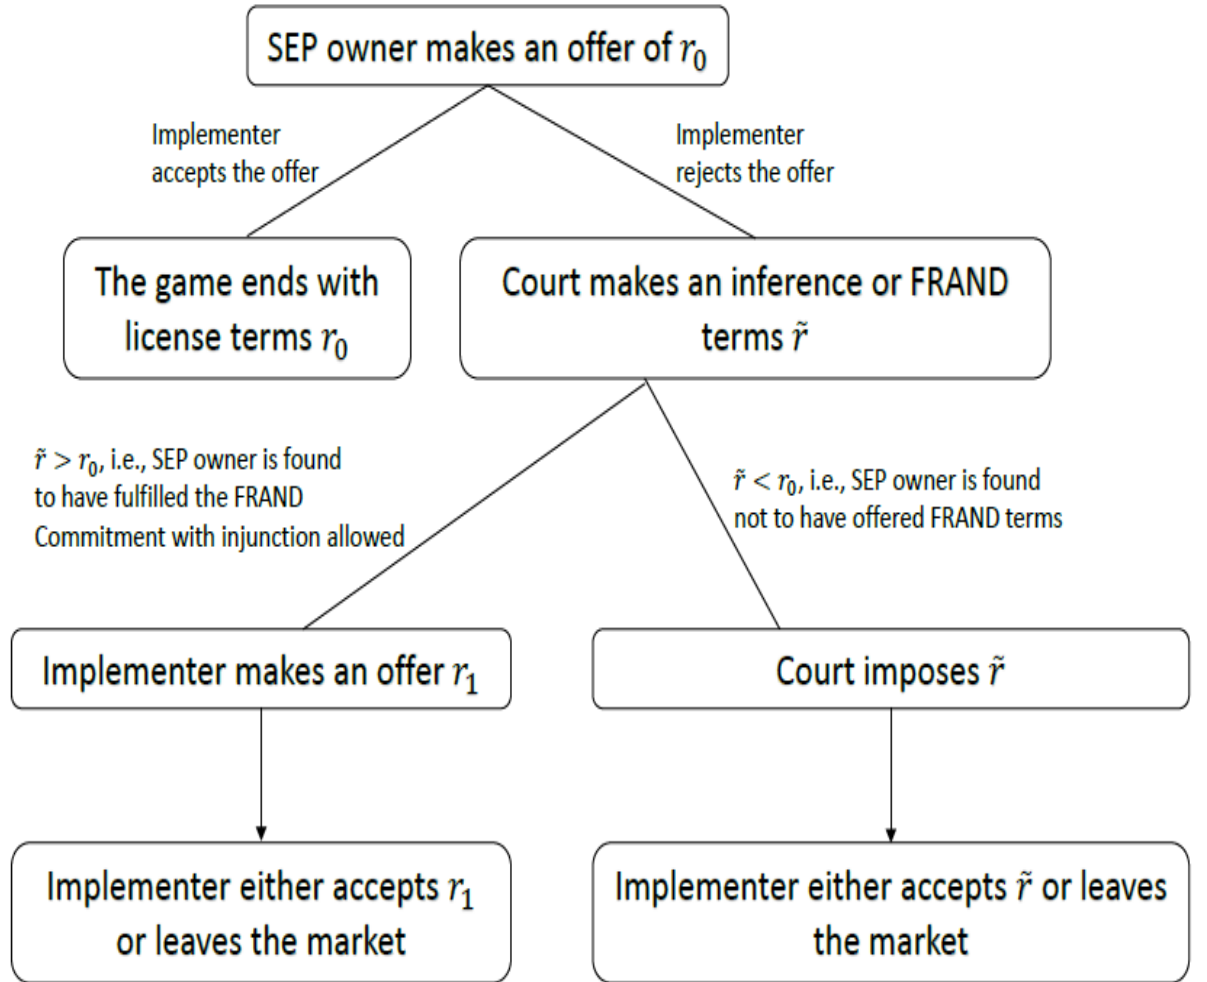 SEP owner makes an offer of r₀
Implementer
accepts the offer
Implementer
rejects the offer
The game ends with
license terms r₀
Court makes an inference or FRAND
terms r̃
r̃ > r₀, i.e., SEP owner is found
to have fulfilled the FRAND
Commitment with injunction allowed
r̃ < r₀, i.e., SEP owner is found
not to have offered FRAND terms
Implementer makes an offer r₁
Court imposes r̃
Implementer either accepts r₁
or leaves the market
Implementer either accepts r̃ or leaves
the market